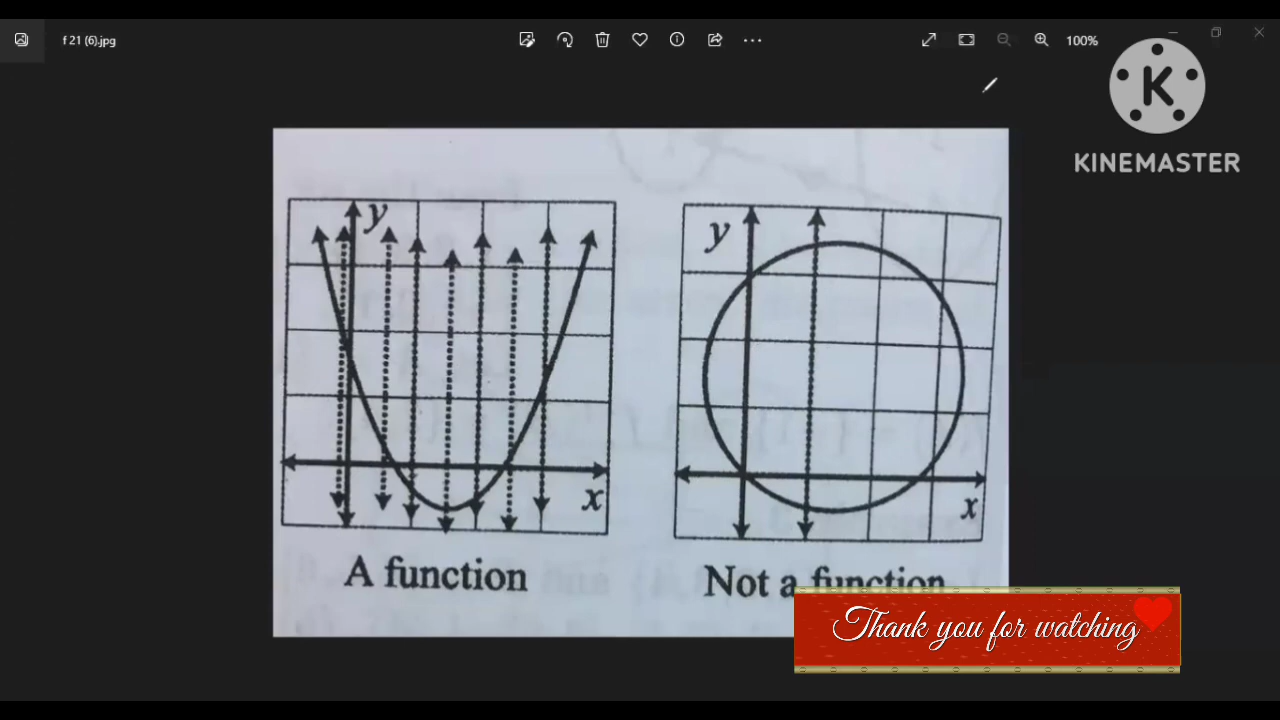 f 21 (6).jpg
100%
K
KINEMASTER
y
x
A function
y
x
Not a function
Thank you for watching